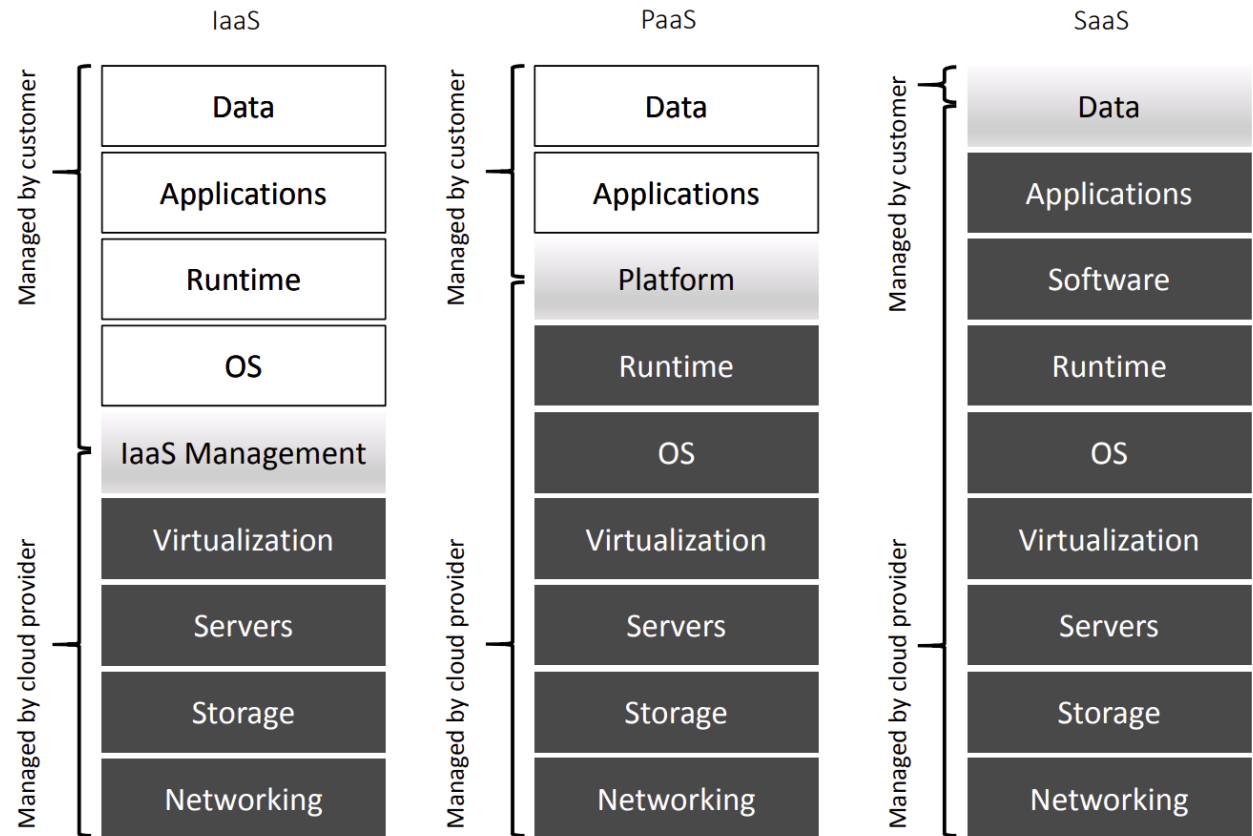 IaaS
Managed by customer
Data
Applications
Runtime
OS
IaaS Management
Managed by cloud provider
Virtualization
Servers
Storage
Networking
PaaS
Managed by customer
Data
Applications
Platform
Managed by cloud provider
Runtime
OS
Virtualization
Servers
Storage
Networking
SaaS
Managed by customer
Data
Managed by cloud provider
Applications
Software
Runtime
OS
Virtualization
Servers
Storage
Networking